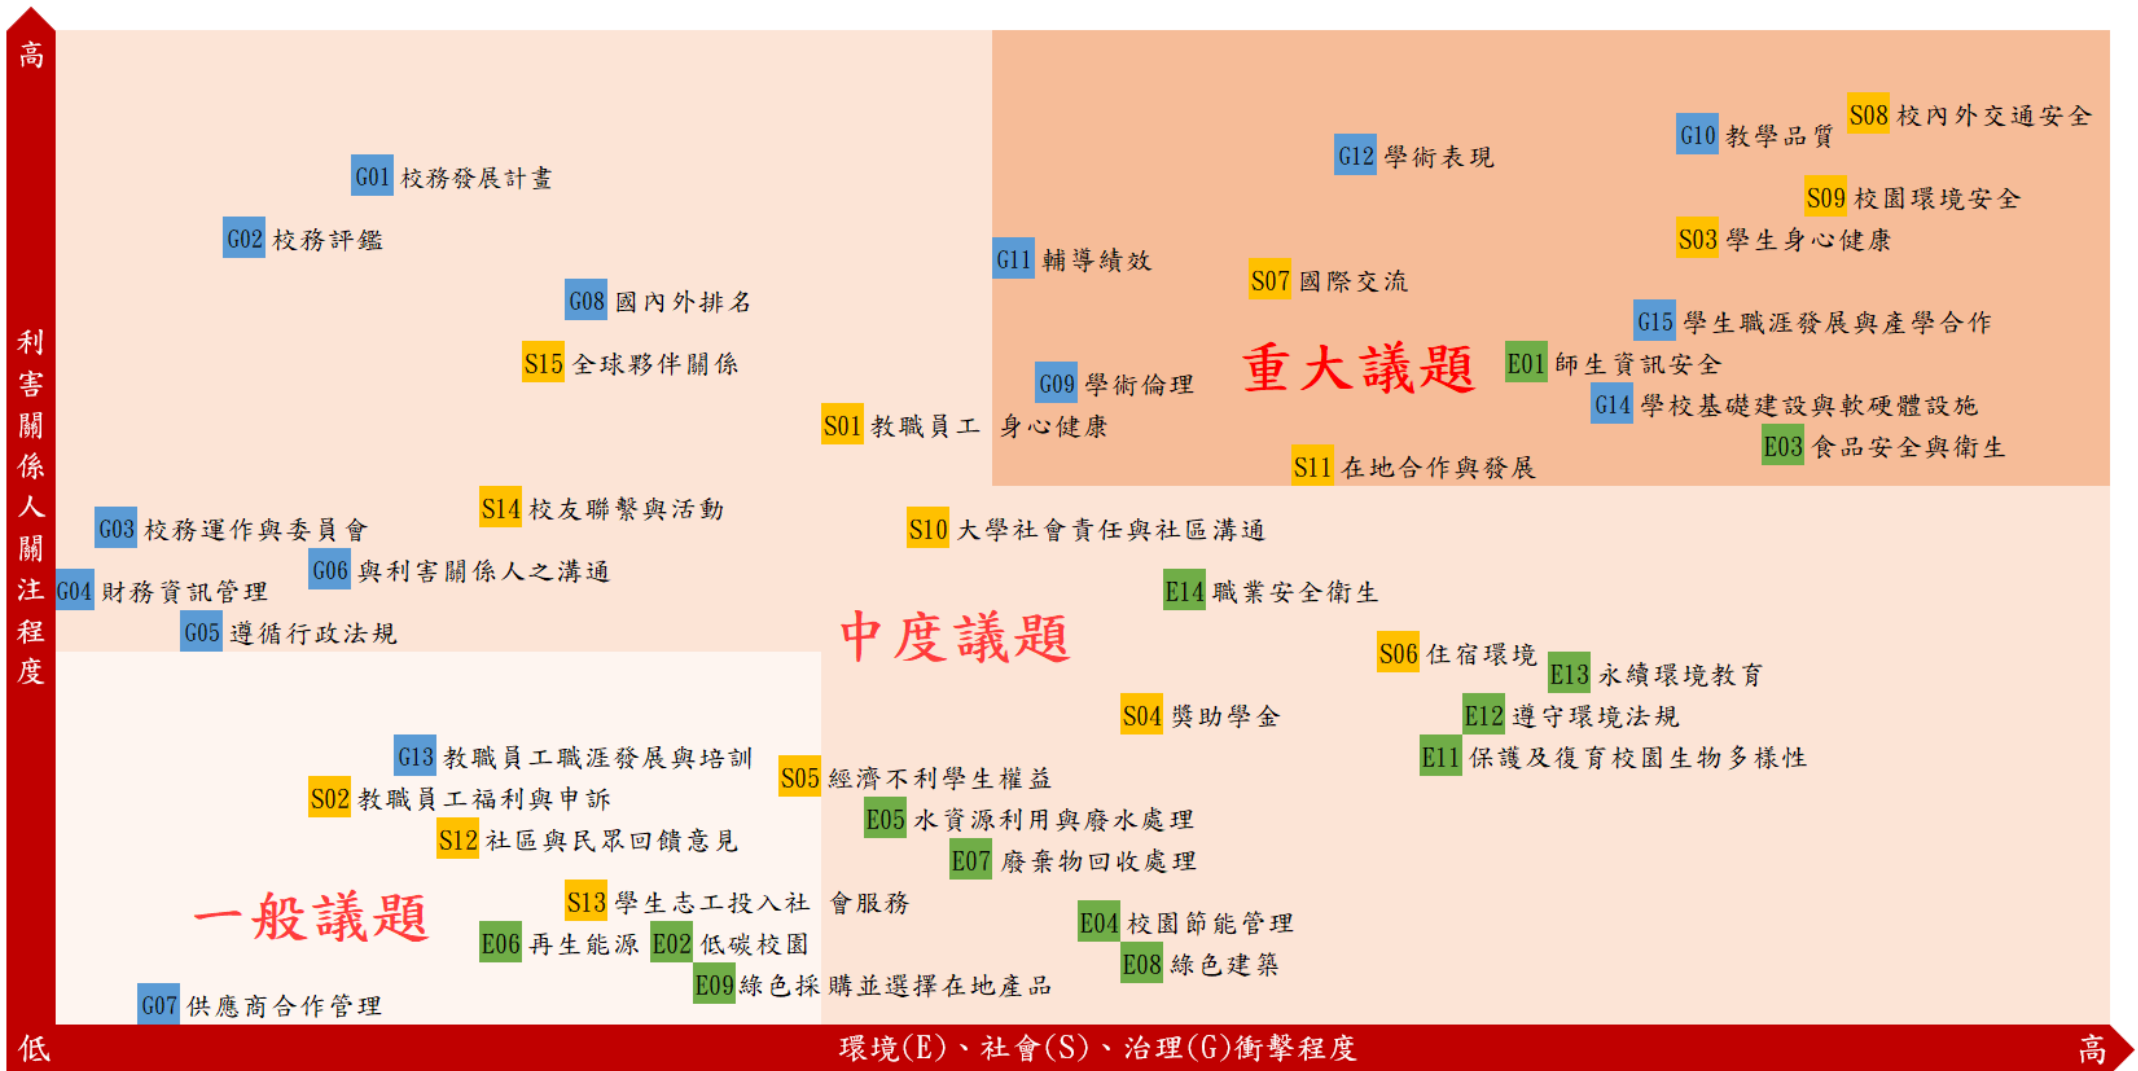 高
S08 校內外交通安全
G10 教學品質
G12 學術表現
G01 校務發展計畫
S09 校園環境安全
G02 校務評鑑
S03 學生身心健康
G11 輔導績效
S07 國際交流
G08 國內外排名
G15 學生職涯發展與產學合作
S15 全球夥伴關係
重大議題
E01 師生資訊安全
G09 學術倫理
G14 學校基礎建設與軟硬體設施
S01 教職員工 身心健康
E03 食品安全與衛生
S11 在地合作與發展
利害關係人關注程度
S14 校友聯繫與活動
G03 校務運作與委員會
S10 大學社會責任與社區溝通
G06 與利害關係人之溝通
G04 財務資訊管理
E14 職業安全衛生
G05 遵循行政法規
中度議題
S06 住宿環境
E13 永續環境教育
S04 獎助學金
E12 遵守環境法規
G13 教職員工職涯發展與培訓
E11 保護及復育校園生物多樣性
S05 經濟不利學生權益
S02 教職員工福利與申訴
E05 水資源利用與廢水處理
S12 社區與民眾回饋意見
E07 廢棄物回收處理
S13 學生志工投入社 會服務
一般議題
E04 校園節能管理
E06 再生能源 E02 低碳校園
E08 綠色建築
E09 綠色採 購並選擇在地產品
G07 供應商合作管理
低 環境(E)、社會(S)、治理(G)衝擊程度 高